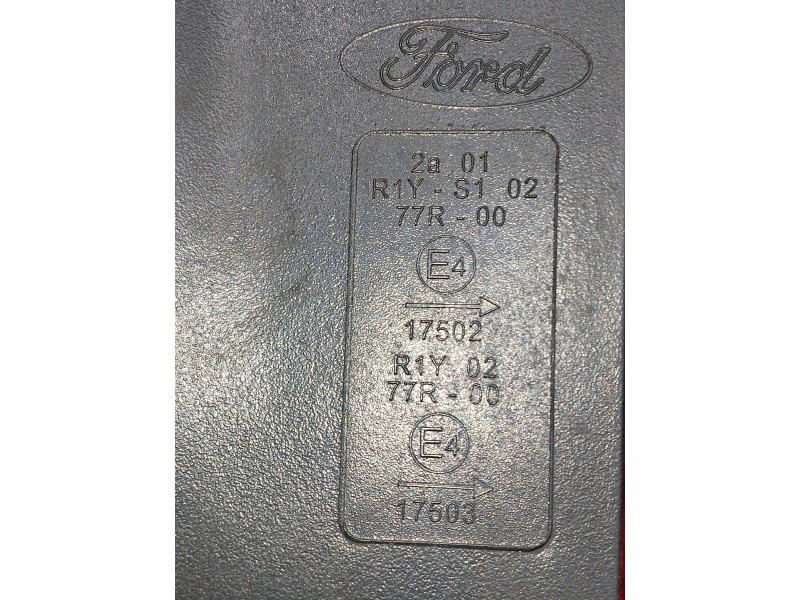 Ford
2a 01
R1Y - S1 02
77R - 00
E4
17502
R1Y 02
77R - 00
E4
17503